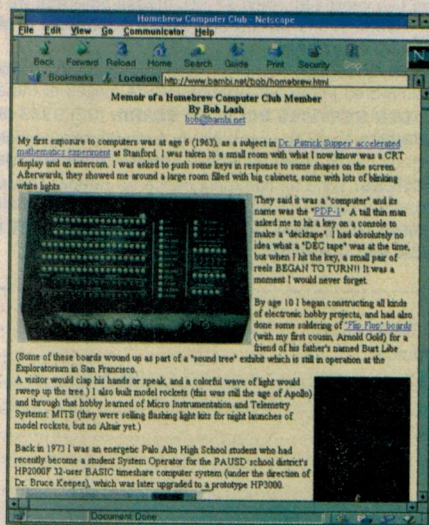 Homebrew Computer Club - Netscape
File Edit View Go Communicator Help
Back Forward Reload Home Search Guide Print Security Stop
Bookmarks Location: http://www.bambi.net/bob/homebrew.html
Memoir of a Homebrew Computer Club Member
By Bob Lash
bob@bambi.net
My first exposure to computers was at age 6 (1963), as a subject in Dr. Patrick Suppes' accelerated
mathematics experiment at Stanford. I was taken to a small room with what I now know was a CRT
display and an intercom. I was asked to push some keys in response to some shapes on the screen.
Afterwards, they showed me around a large room filled with big cabinets, some with lots of blinking
white lights
They said it was a "computer" and its
name was the "PDP-1" A tall thin man
asked me to hit a key on a console to
make a "decktape". I had absolutely no
idea what a "DEC tape" was at the time,
but when I hit the key, a small pair of
reels BEGAN TO TURN!! It was a
moment I would never forget.
By age 10 I began constructing all kinds
of electronic hobby projects, and had also
done some soldering of "Flip Flop" boards
(with my first cousin, Arnold Gold) for a
friend of his father's named Burt Libe
(Some of these boards wound up as part of a "sound tree" exhibit which is still in operation at the
Exploratorium in San Francisco.
A visitor would clap his hands or speak, and a colorful wave of light would
sweep up the tree.) I also built model rockets (this was still the age of Apollo)
and through that hobby learned of Micro Instrumentation and Telemetry
Systems: MITS (they were selling flashing light kits for night launches of
model rockets, but no Altair yet.)
Back in 1973 I was an energetic Palo Alto High School student who had
recently become a student System Operator for the PAUSD school district's
HP2000F 32-user BASIC timeshare computer system (under the direction of
Dr. Bruce Keeper), which was later upgraded to a prototype HP3000.
Document Done